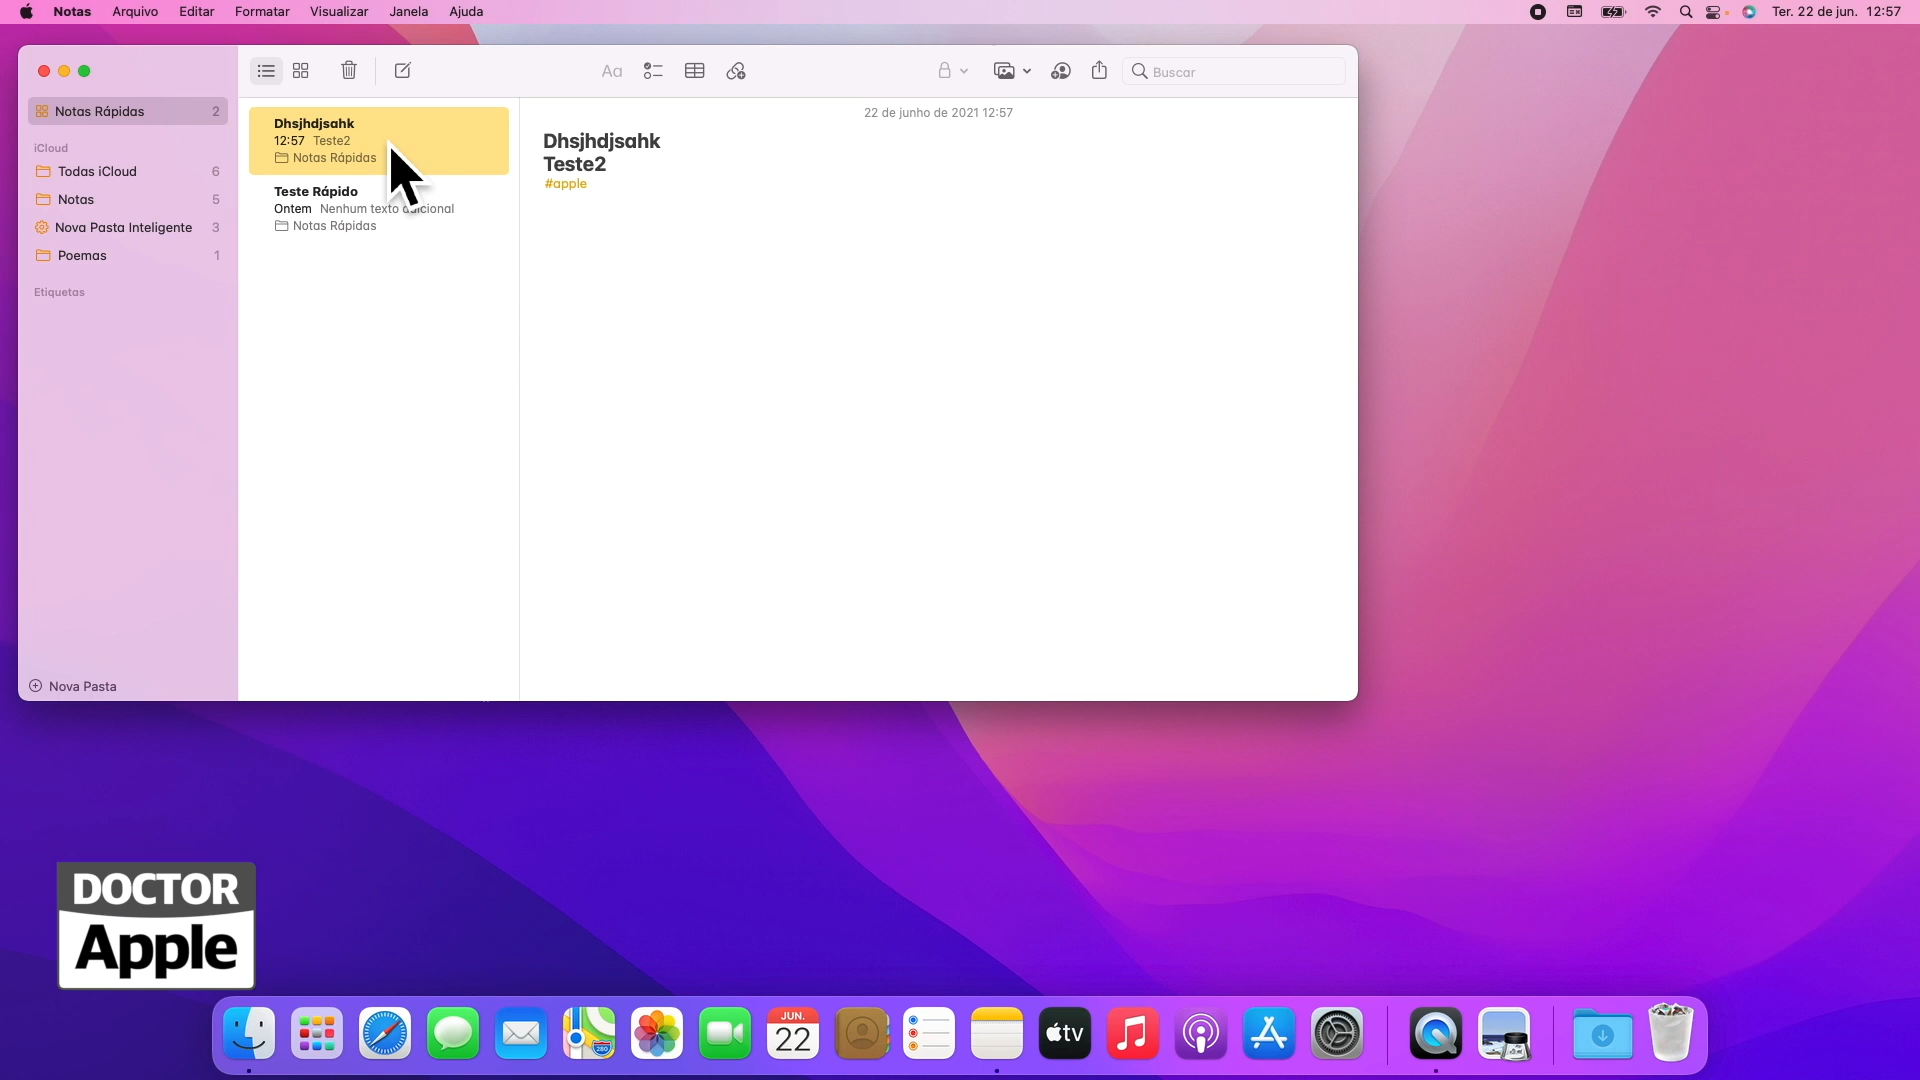 Notas Arquivo Editar Formatar Visualizar Janela Ajuda
Ter. 22 de jun. 12:57
Aa
Buscar
Notas Rápidas 2
iCloud
Todas iCloud 6
Notas 5
Nova Pasta Inteligente 3
Poemas 1
Etiquetas
Nova Pasta
Dhsjhdjsahk
12:57 Teste2
Notas Rápidas
Teste Rápido
Ontem Nenhum texto adicional
Notas Rápidas
22 de junho de 2021 12:57
Dhsjhdjsahk
Teste2
#apple
DOCTOR
Apple
JUN.
22
280
tv